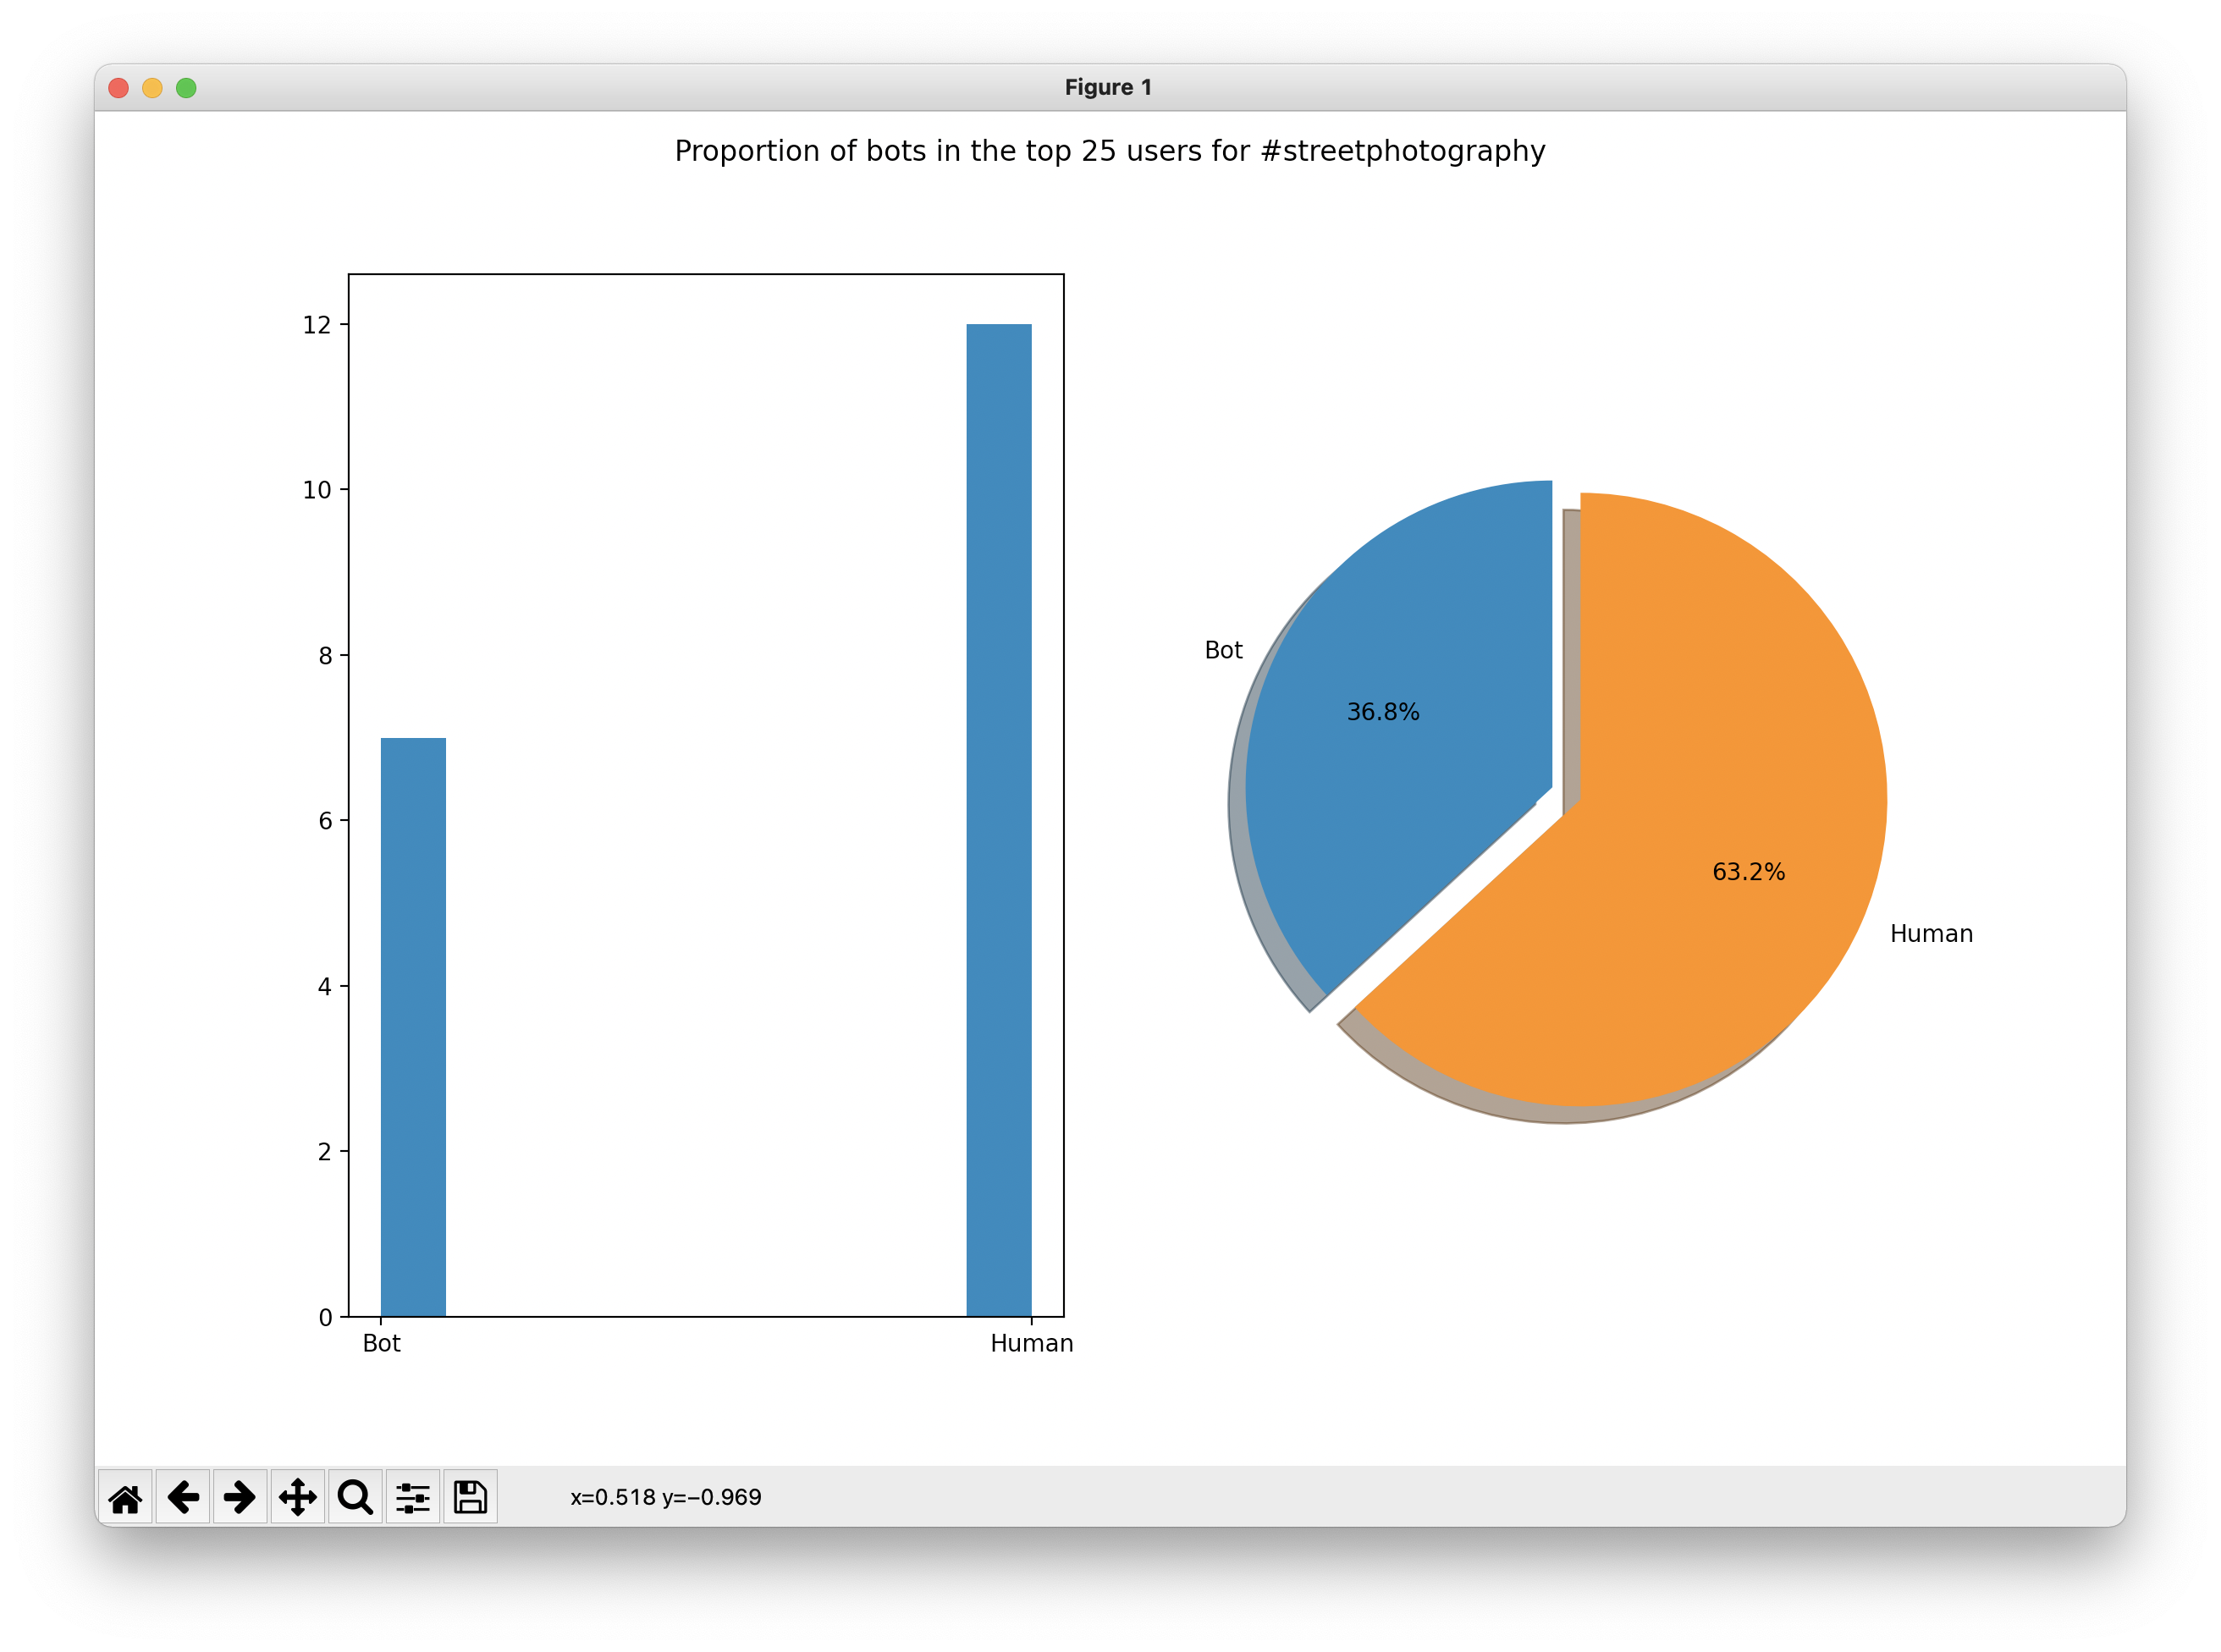 Figure 1
Proportion of bots in the top 25 users for #streetphotography
12
10
8
6
4
2
0
Bot
Human
Bot
36.8%
63.2%
Human
x=0.518 y=−0.969